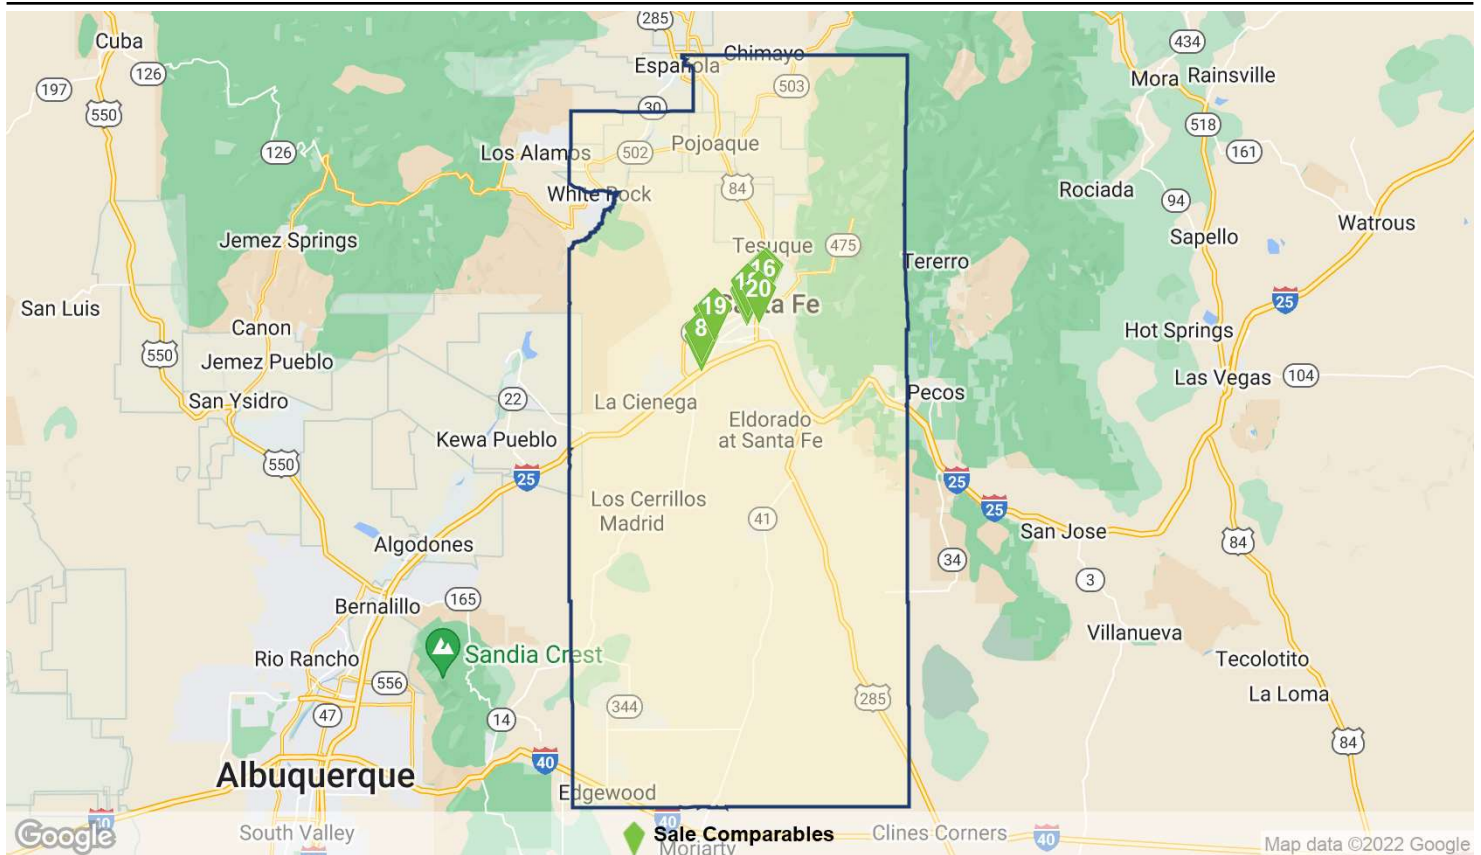 285
Cuba
Chimayo
434
Española
126
126
Mora
Rainsville
197
503
550
30
518
126
Los Alamos
502
Pojoaque
161
White Rock
84
Rociada
94
Jemez Springs
Tesuque
475
Sapello
Watrous
Tererro
16
20
25
San Luis
19
Santa Fe
Canon
8
Hot Springs
550
Jemez Pueblo
Las Vegas
104
San Ysidro
22
La Cienega
Pecos
Eldorado
at Santa Fe
Kewa Pueblo
550
25
25
Los Cerrillos
Madrid
41
25
San Jose
Algodones
84
34
3
Bernalillo
165
Villanueva
Sandia Crest
Rio Rancho
Tecolotito
556
La Loma
344
285
47
14
84
Albuquerque
40
Edgewood
40
Google
South Valley
Sale Comparables
Clines Corners
40
Moriarty
Map data ©2022 Google